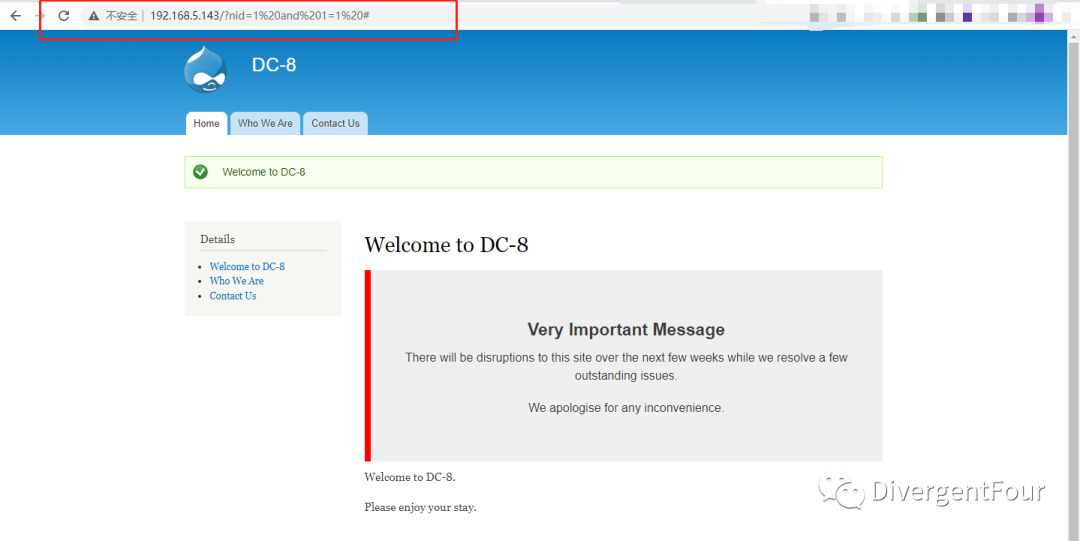 不安全 192.168.5.143/?nid=1%20and%201=1%20#
DC-8
Home Who We Are Contact Us
Welcome to DC-8
Details
Welcome to DC-8
Who We Are
Contact Us
Welcome to DC-8
Very Important Message
There will be disruptions to this site over the next few weeks while we resolve a few
outstanding issues.
We apologise for any inconvenience.
Welcome to DC-8.
Please enjoy your stay.
DivergentFour